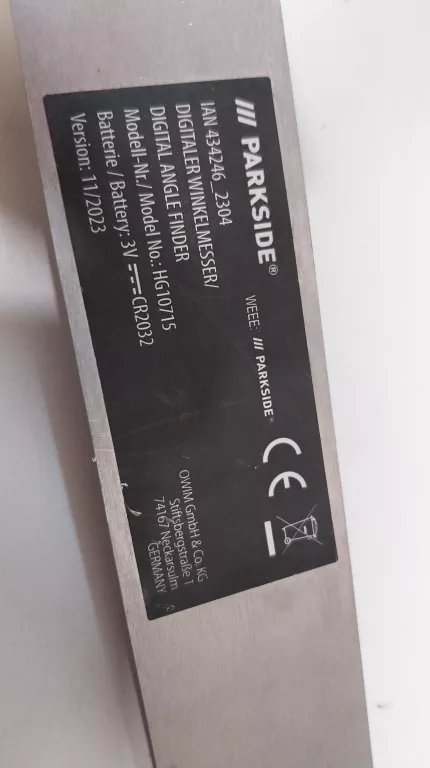 /// PARKSIDE®
IAN 434246_2304
DIGITALER WINKELMESSER/
DIGITAL ANGLE FINDER
Modell-Nr./ Model No.: HG10715
Batterie / Battery: 3V CR2032
Version: 11/2023
WEEE: /// PARKSIDE®
CE
OWIM GmbH & Co. KG
Stiftsbergstraße 1
74167 Neckarsulm
GERMANY